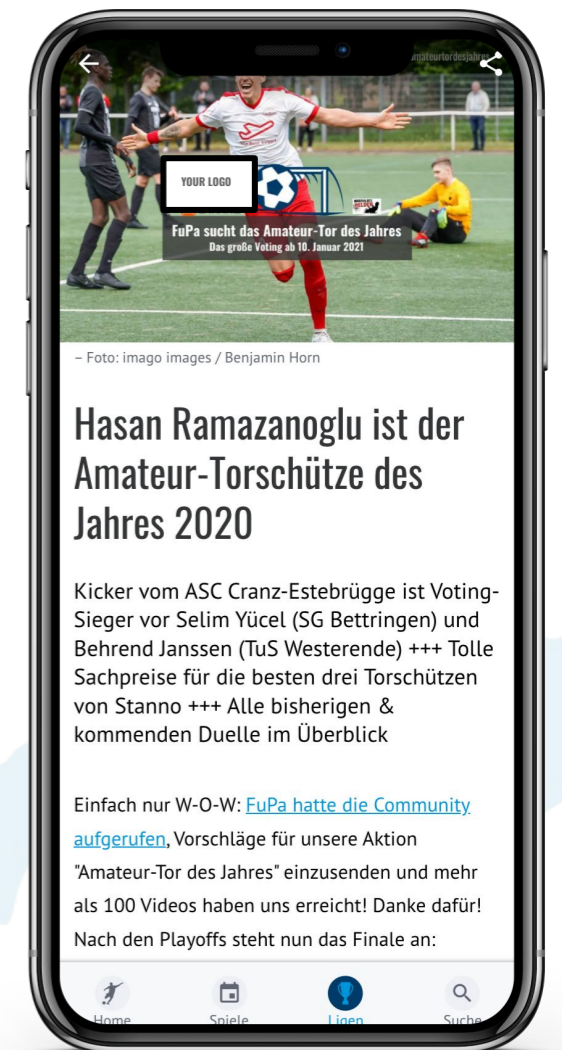 amateurtordesjahres
YOUR LOGO
FuPa sucht das Amateur-Tor des Jahres
Das große Voting ab 10. Januar 2021
– Foto: imago images / Benjamin Horn
Hasan Ramazanoglu ist der
Amateur-Torschütze des
Jahres 2020
Kicker vom ASC Cranz-Estebrügge ist Voting-
Sieger vor Selim Yücel (SG Bettringen) und
Behrend Janssen (TuS Westerende) +++ Tolle
Sachpreise für die besten drei Torschützen
von Stanno +++ Alle bisherigen &
kommenden Duelle im Überblick
Einfach nur W-O-W: FuPa hatte die Community
aufgerufen, Vorschläge für unsere Aktion
"Amateur-Tor des Jahres" einzusenden und mehr
als 100 Videos haben uns erreicht! Danke dafür!
Nach den Playoffs steht nun das Finale an:
Home Spiele Ligen Suche